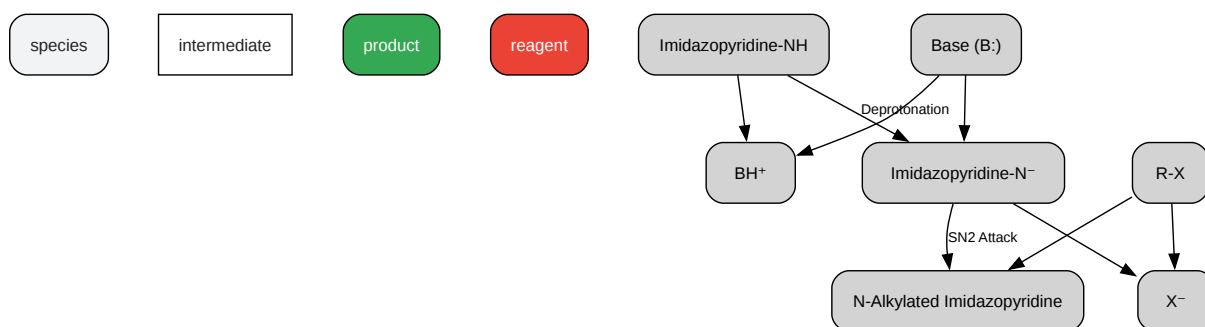 species
intermediate
product
reagent
Imidazopyridine-NH
Base (B:)
Deprotonation
BH⁺
Imidazopyridine-N⁻
R-X
SN2 Attack
N-Alkylated Imidazopyridine
X⁻